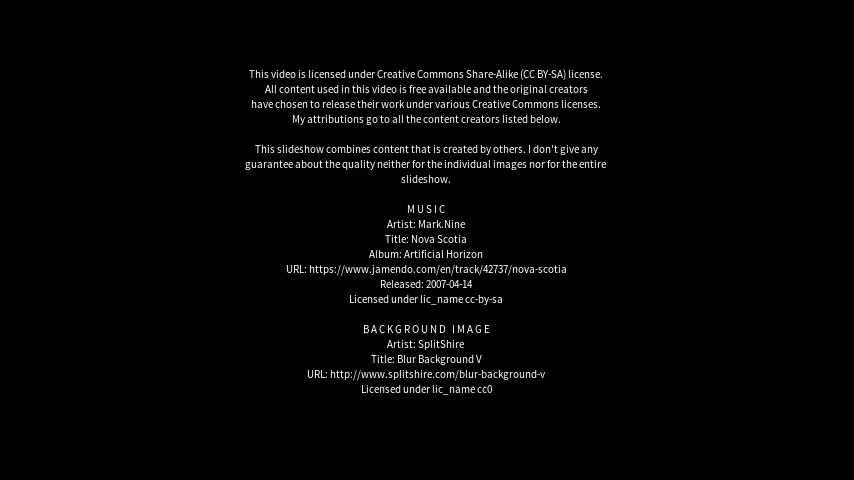 This video is licensed under Creative Commons Share-Alike (CC BY-SA) license.
All content used in this video is free available and the original creators
have chosen to release their work under various Creative Commons licenses.
My attributions go to all the content creators listed below.
This slideshow combines content that is created by others. I don't give any
guarantee about the quality neither for the individual images nor for the entire
slideshow.
MUSIC
Artist: Mark.Nine
Title: Nova Scotia
Album: Artificial Horizon
URL: https://www.jamendo.com/en/track/42737/nova-scotia
Released: 2007-04-14
Licensed under lic_name cc-by-sa
BACKGROUND IMAGE
Artist: SplitShire
Title: Blur Background V
URL: http://www.splitshire.com/blur-background-v
Licensed under lic_name cc0